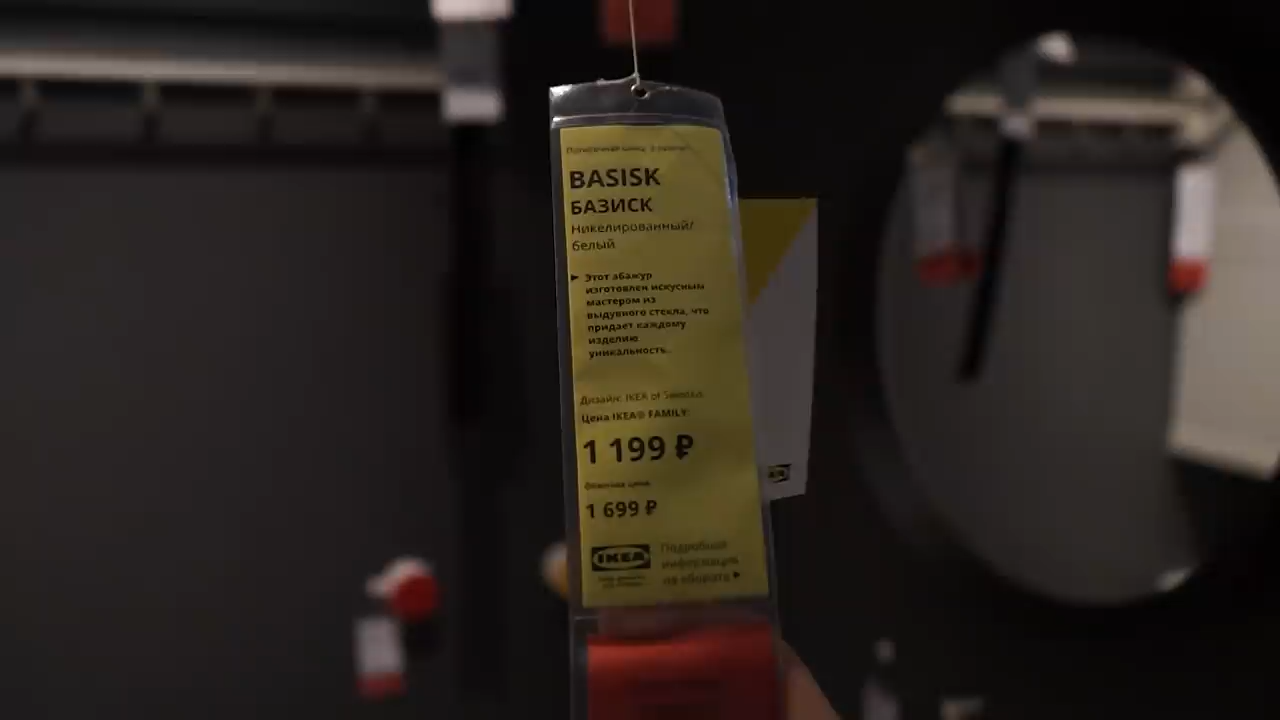 BASISK
БАЗИСК
Никелированный/
белый
► Этот абажур
изготовлен искусным
мастером из
выдувного стекла, что
придает каждому
изделию
уникальность.
Дизайн: IKEA of Sweden
Цена IKEA® FAMILY:
1 199 ₽
Обычная цена
1 699 ₽
IKEA
Подробная
информация
на обороте ►